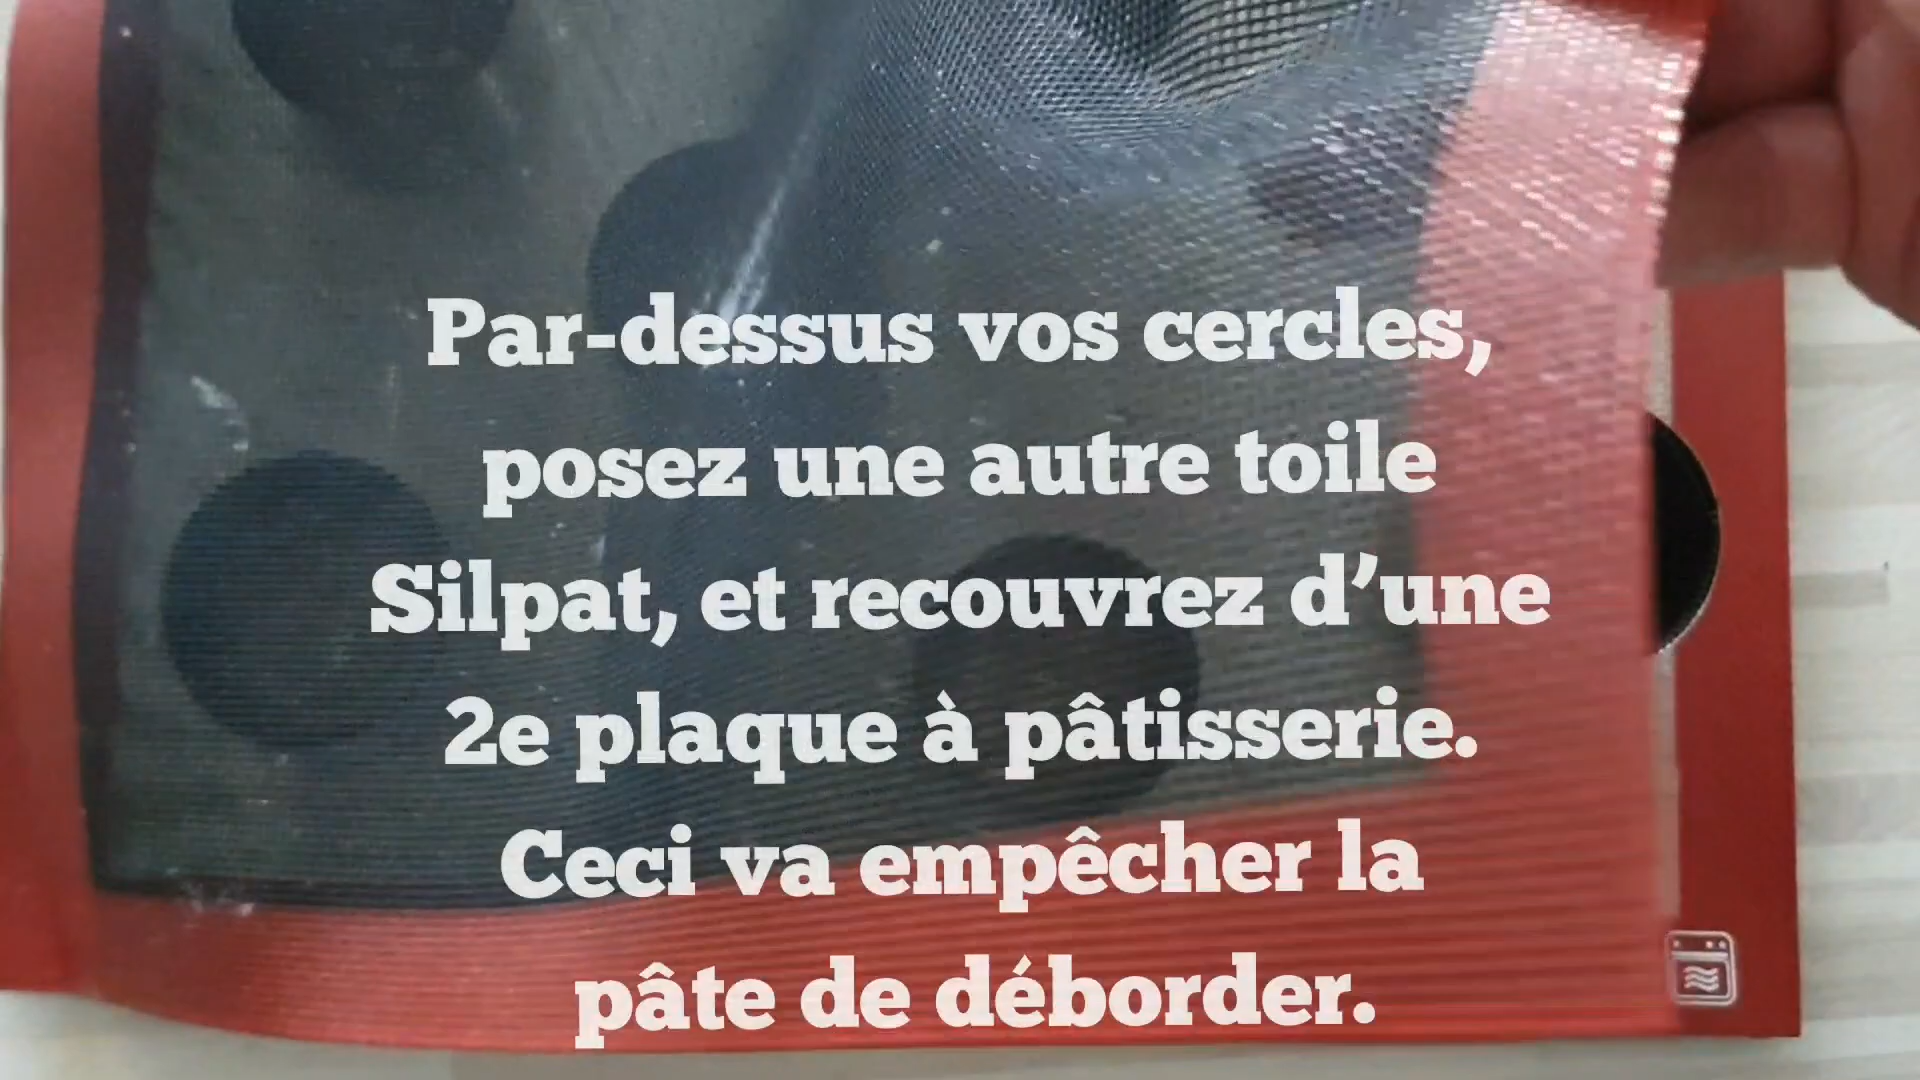 Par-dessus vos cercles,
posez une autre toile
Silpat, et recouvrez d’une
2e plaque à pâtisserie.
Ceci va empêcher la
pâte de déborder.